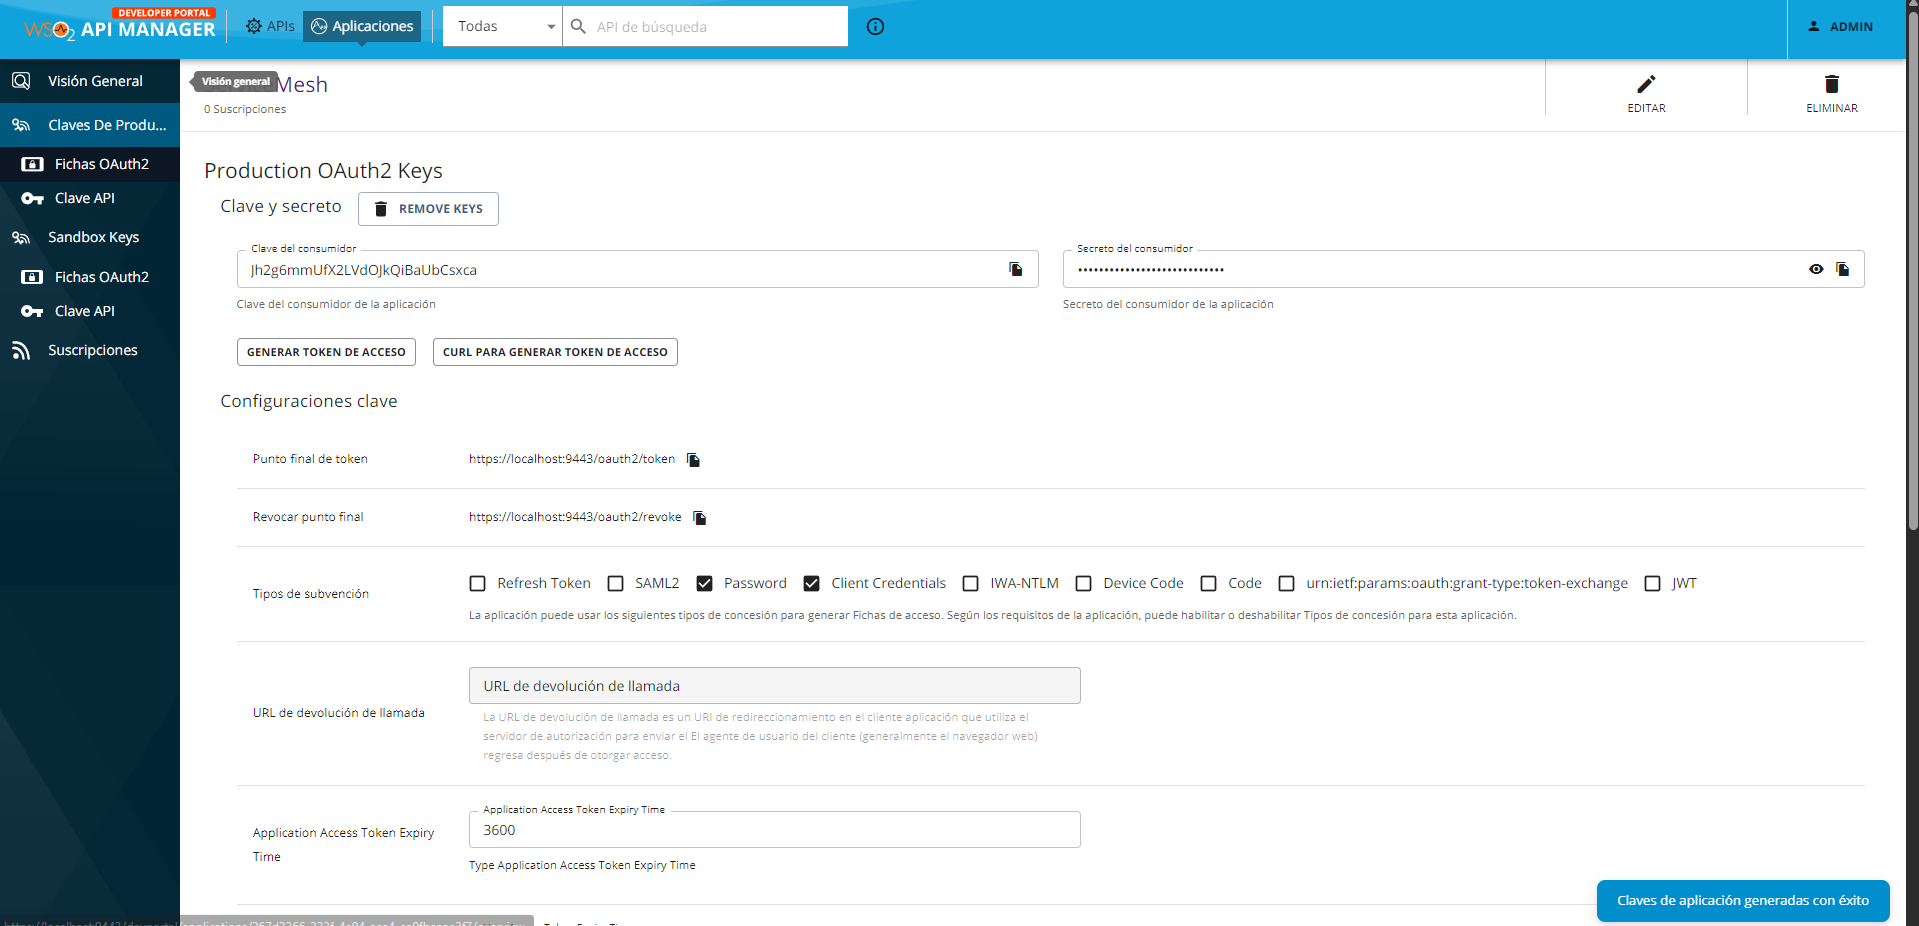 DEVELOPER PORTAL
WSO2 API MANAGER
APIs
Aplicaciones
Todas
API de búsqueda
ADMIN
Visión General
Visión general
Mesh
0 Suscripciones
EDITAR
ELIMINAR
Claves De Produ...
Fichas OAuth2
Clave API
Sandbox Keys
Fichas OAuth2
Clave API
Suscripciones
Production OAuth2 Keys
Clave y secreto
REMOVE KEYS
Clave del consumidor
Jh2g6mmUfX2LVdOJkQiBaUbCsxca
Clave del consumidor de la aplicación
Secreto del consumidor
••••••••••••••••••••••••••••
Secreto del consumidor de la aplicación
GENERAR TOKEN DE ACCESO
CURL PARA GENERAR TOKEN DE ACCESO
Configuraciones clave
Punto final de token
https://localhost:9443/oauth2/token
Revocar punto final
https://localhost:9443/oauth2/revoke
Tipos de subvención
Refresh Token
SAML2
Password
Client Credentials
IWA-NTLM
Device Code
Code
urn:ietf:params:oauth:grant-type:token-exchange
JWT
La aplicación puede usar los siguientes tipos de concesión para generar Fichas de acceso. Según los requisitos de la aplicación, puede habilitar o deshabilitar Tipos de concesión para esta aplicación.
URL de devolución de llamada
URL de devolución de llamada
La URL de devolución de llamada es un URI de redireccionamiento en el cliente aplicación que utiliza el
servidor de autorización para enviar el El agente de usuario del cliente (generalmente el navegador web)
regresa después de otorgar acceso.
Application Access Token Expiry
Time
Application Access Token Expiry Time
3600
Type Application Access Token Expiry Time
Claves de aplicación generadas con éxito